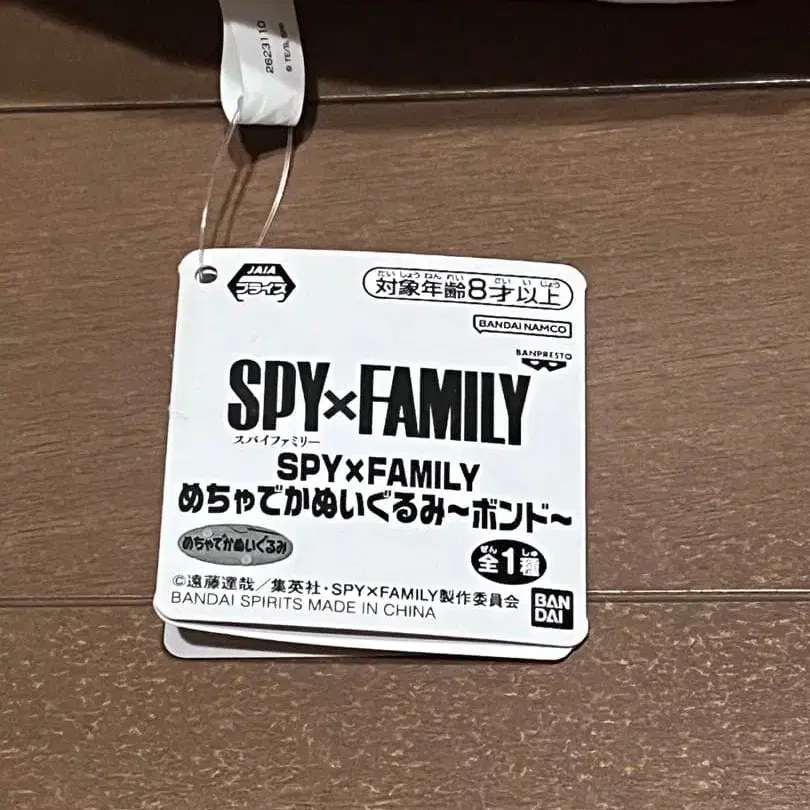 2623110
JAIA
プライズ
たいしょうねんれい さいいじょう
対象年齢8才以上
BANDAI NAMCO
BANPRESTO
SPY×FAMILY
スパイファミリー
SPY×FAMILY
めちゃでかぬいぐるみ～ボンド～
めちゃでかぬいぐるみ
ぜん しゅ
全1種
©遠藤達哉／集英社・SPY×FAMILY製作委員会
BANDAI SPIRITS MADE IN CHINA
BAN
DAI